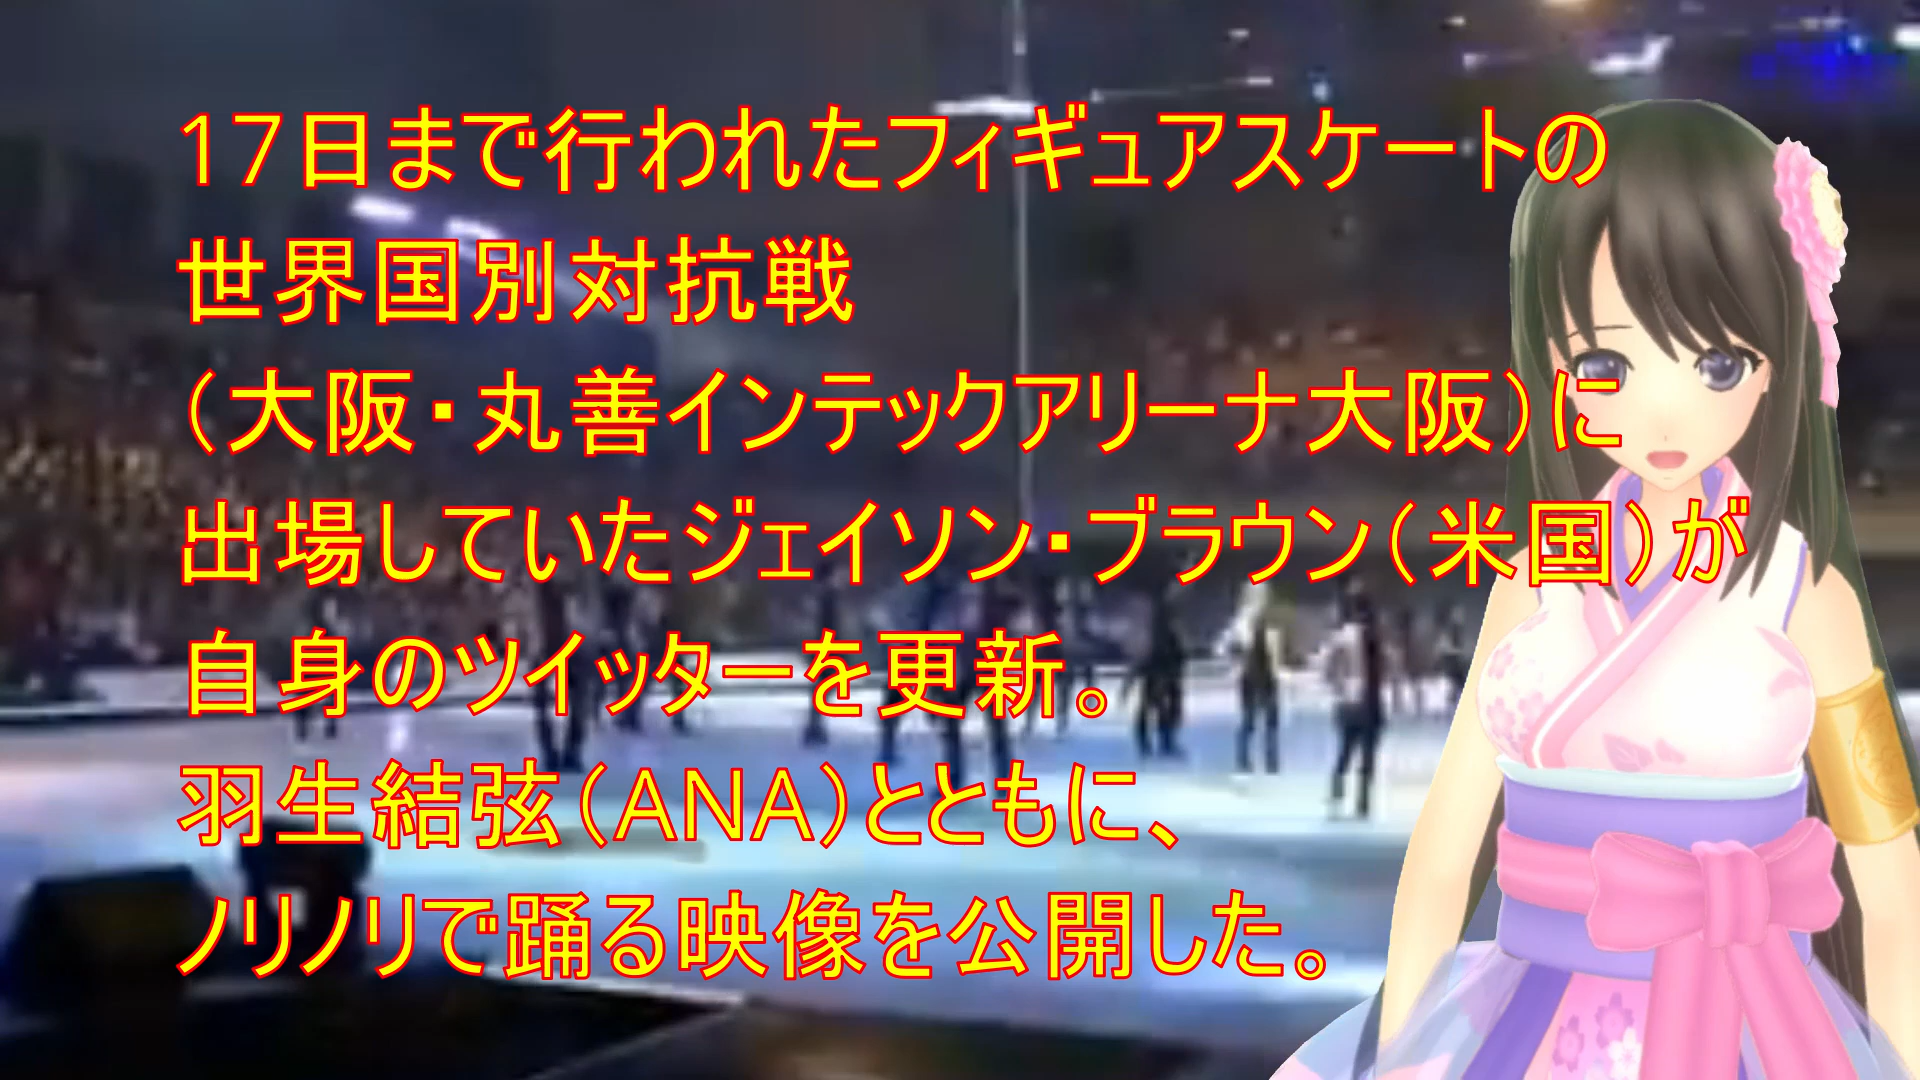 17日まで行われたフィギュアスケートの
世界国別対抗戦
（大阪・丸善インテックアリーナ大阪）に
出場していたジェイソン・ブラウン（米国）が
自身のツイッターを更新。
羽生結弦（ANA）とともに、
ノリノリで踊る映像を公開した。